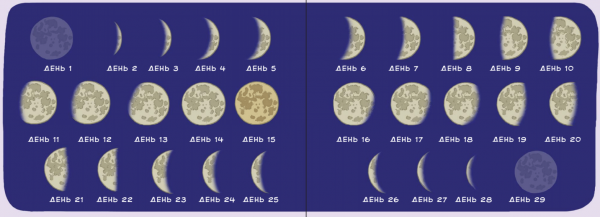 ДЕНЬ 1 ДЕНЬ 2 ДЕНЬ 3 ДЕНЬ 4 ДЕНЬ 5
ДЕНЬ 6 ДЕНЬ 7 ДЕНЬ 8 ДЕНЬ 9 ДЕНЬ 10
ДЕНЬ 11 ДЕНЬ 12 ДЕНЬ 13 ДЕНЬ 14 ДЕНЬ 15
ДЕНЬ 16 ДЕНЬ 17 ДЕНЬ 18 ДЕНЬ 19 ДЕНЬ 20
ДЕНЬ 21 ДЕНЬ 22 ДЕНЬ 23 ДЕНЬ 24 ДЕНЬ 25
ДЕНЬ 26 ДЕНЬ 27 ДЕНЬ 28 ДЕНЬ 29